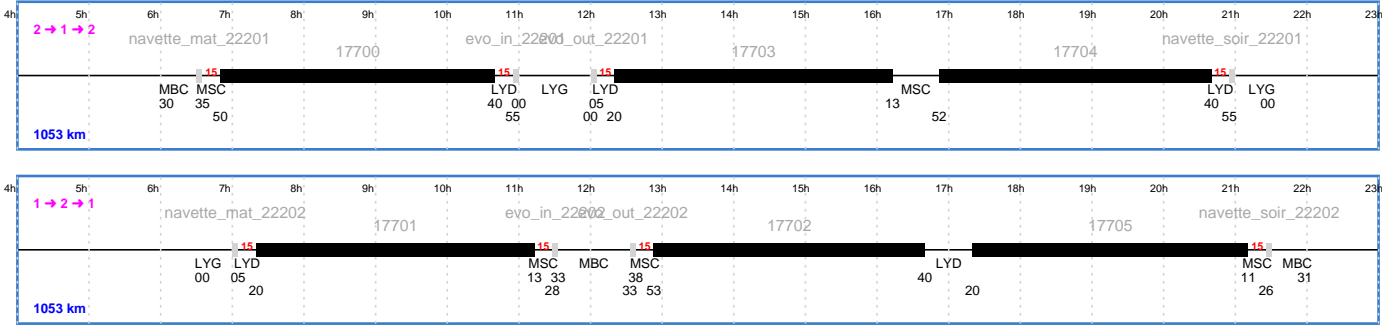 4h 5h 6h 7h 8h 9h 10h 11h 12h 13h 14h 15h 16h 17h 18h 19h 20h 21h 22h 23h
2 ➔ 1 ➔ 2
navette_mat_22201 evo_in_22201 evo_out_22201 navette_soir_22201
17700 17703 17704
15 15 15 15
MBC MSC LYD LYG LYD MSC LYD LYG
30 35 40 00 05 13 40 00
50 55 00 20 52 55
1053 km
4h 5h 6h 7h 8h 9h 10h 11h 12h 13h 14h 15h 16h 17h 18h 19h 20h 21h 22h 23h
1 ➔ 2 ➔ 1
navette_mat_22202 evo_in_22202 evo_out_22202 navette_soir_22202
17701 17702 17705
15 15 15 15
LYG LYD MSC MBC MSC LYD MSC MBC
00 05 13 33 38 40 11 31
20 28 33 53 20 26
1053 km